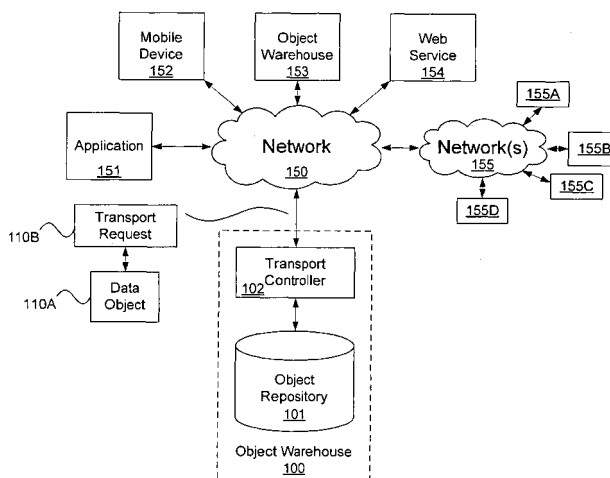 Mobile
Device
152
Object
Warehouse
153
Web
Service
154
155A
Application
151
Network
150
Network(s)
155
155B
155C
155D
110B
Transport
Request
110A
Data
Object
Transport
Controller
102
Object
Repository
101
Object Warehouse
100